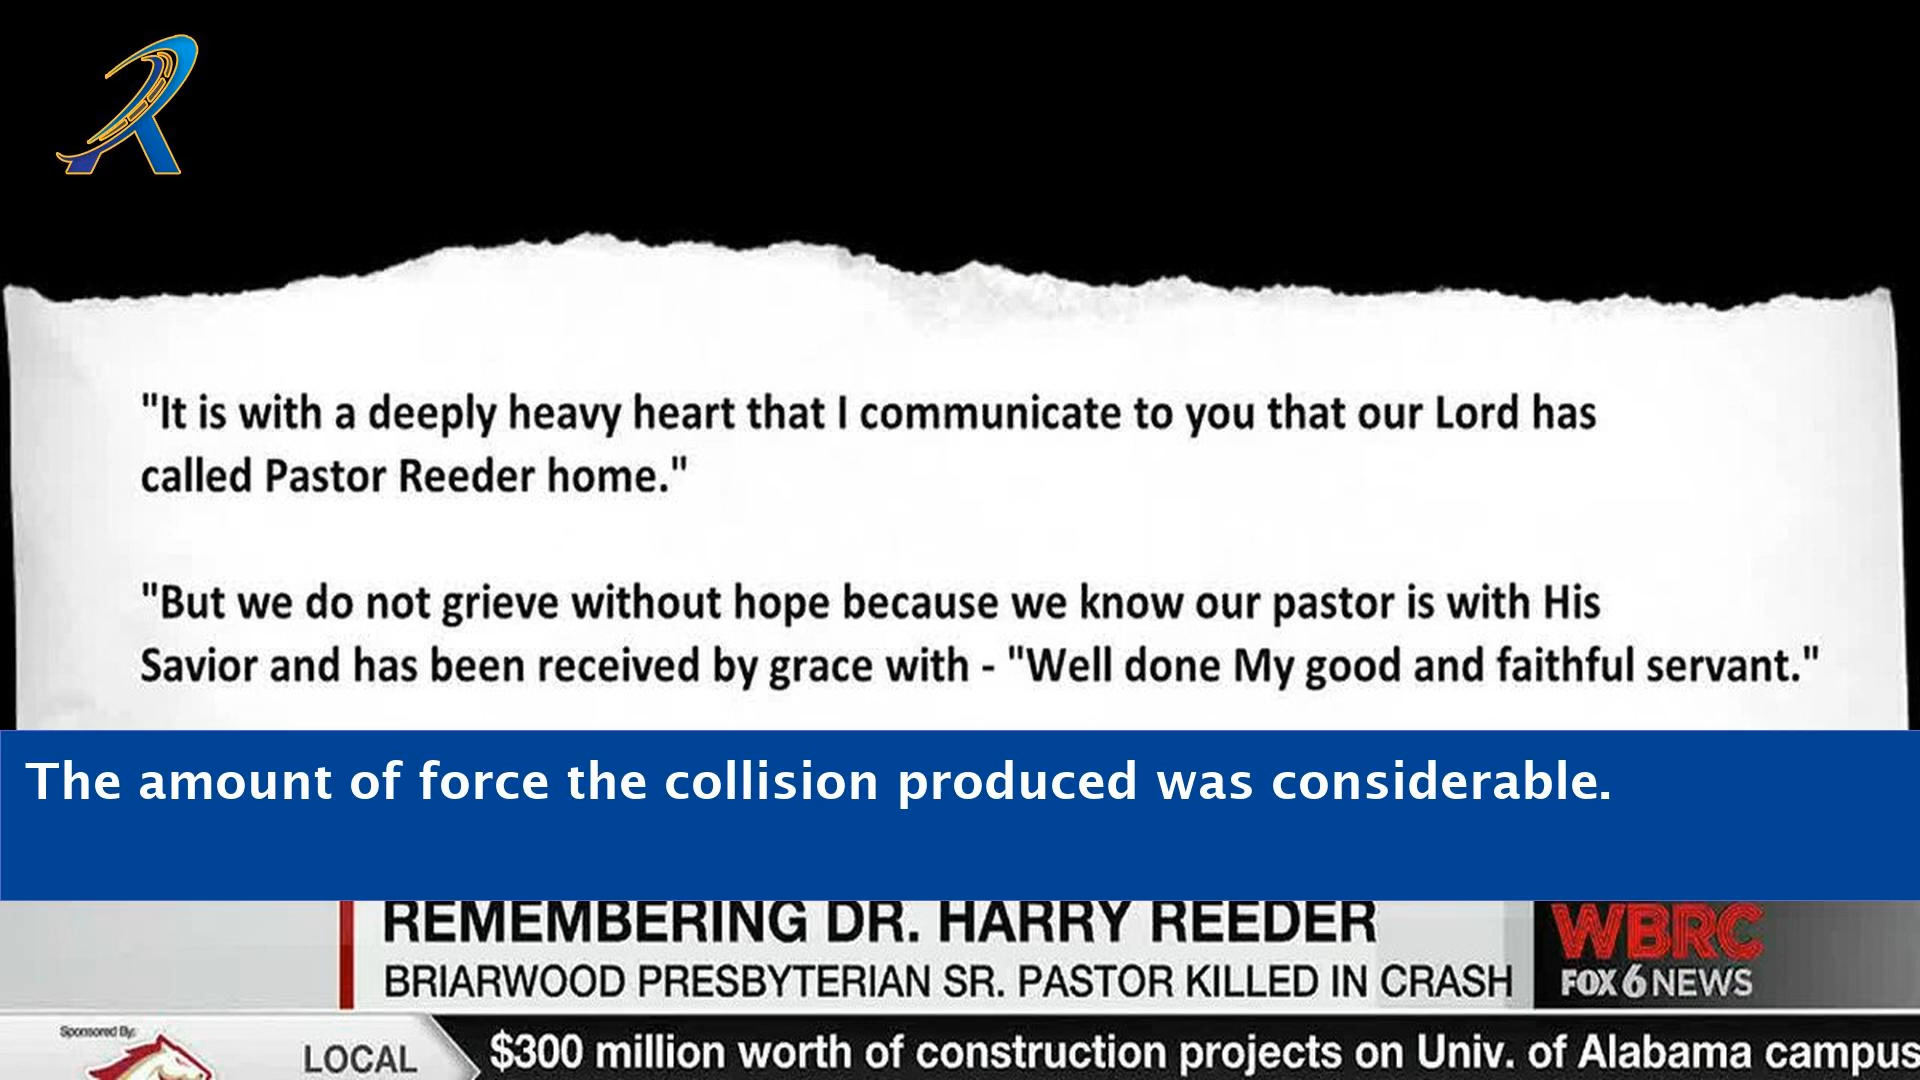 "It is with a deeply heavy heart that I communicate to you that our Lord has
called Pastor Reeder home."
"But we do not grieve without hope because we know our pastor is with His
Savior and has been received by grace with - "Well done My good and faithful servant."
The amount of force the collision produced was considerable.
REMEMBERING DR. HARRY REEDER
BRIARWOOD PRESBYTERIAN SR. PASTOR KILLED IN CRASH
WBRC
FOX 6 NEWS
Sponsored By:
LOCAL
$300 million worth of construction projects on Univ. of Alabama campus